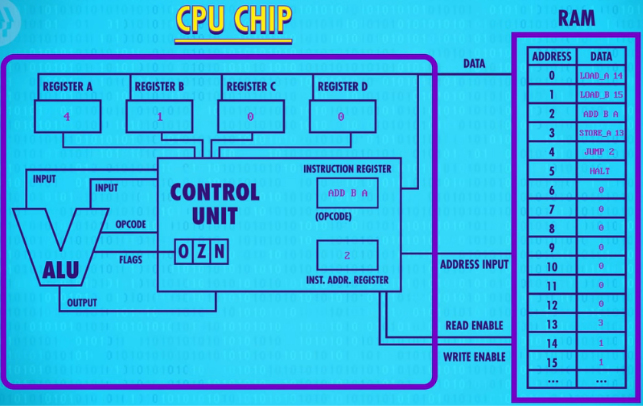 CPU CHIP
RAM
REGISTER A
4
REGISTER B
1
REGISTER C
0
REGISTER D
0
DATA
CONTROL
UNIT
INSTRUCTION REGISTER
ADD B A
(OPCODE)
2
INST. ADDR. REGISTER
INPUT
INPUT
OPCODE
FLAGS
O Z N
ALU
OUTPUT
ADDRESS INPUT
READ ENABLE
WRITE ENABLE
ADDRESS DATA
0 LOAD_A 14
1 LOAD_B 15
2 ADD B A
3 STORE_A 13
4 JUMP 2
5 HALT
6 0
7 0
8 0
9 0
10 0
11 0
12 0
13 3
14 1
15 1
... ...